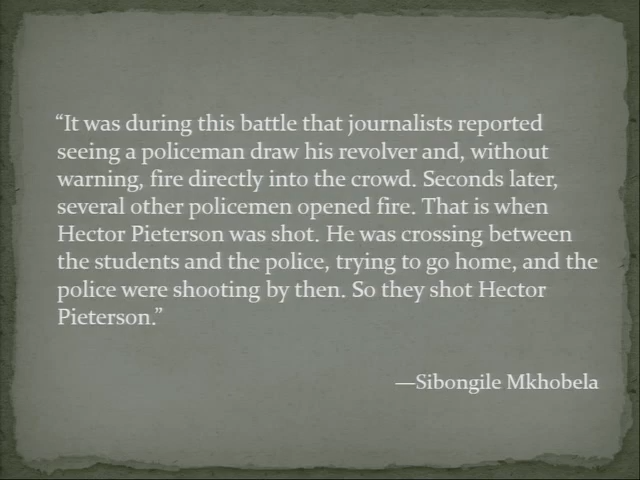 “It was during this battle that journalists reported
seeing a policeman draw his revolver and, without
warning, fire directly into the crowd. Seconds later,
several other policemen opened fire. That is when
Hector Pieterson was shot. He was crossing between
the students and the police, trying to go home, and the
police were shooting by then. So they shot Hector
Pieterson.”
—Sibongile Mkhobela